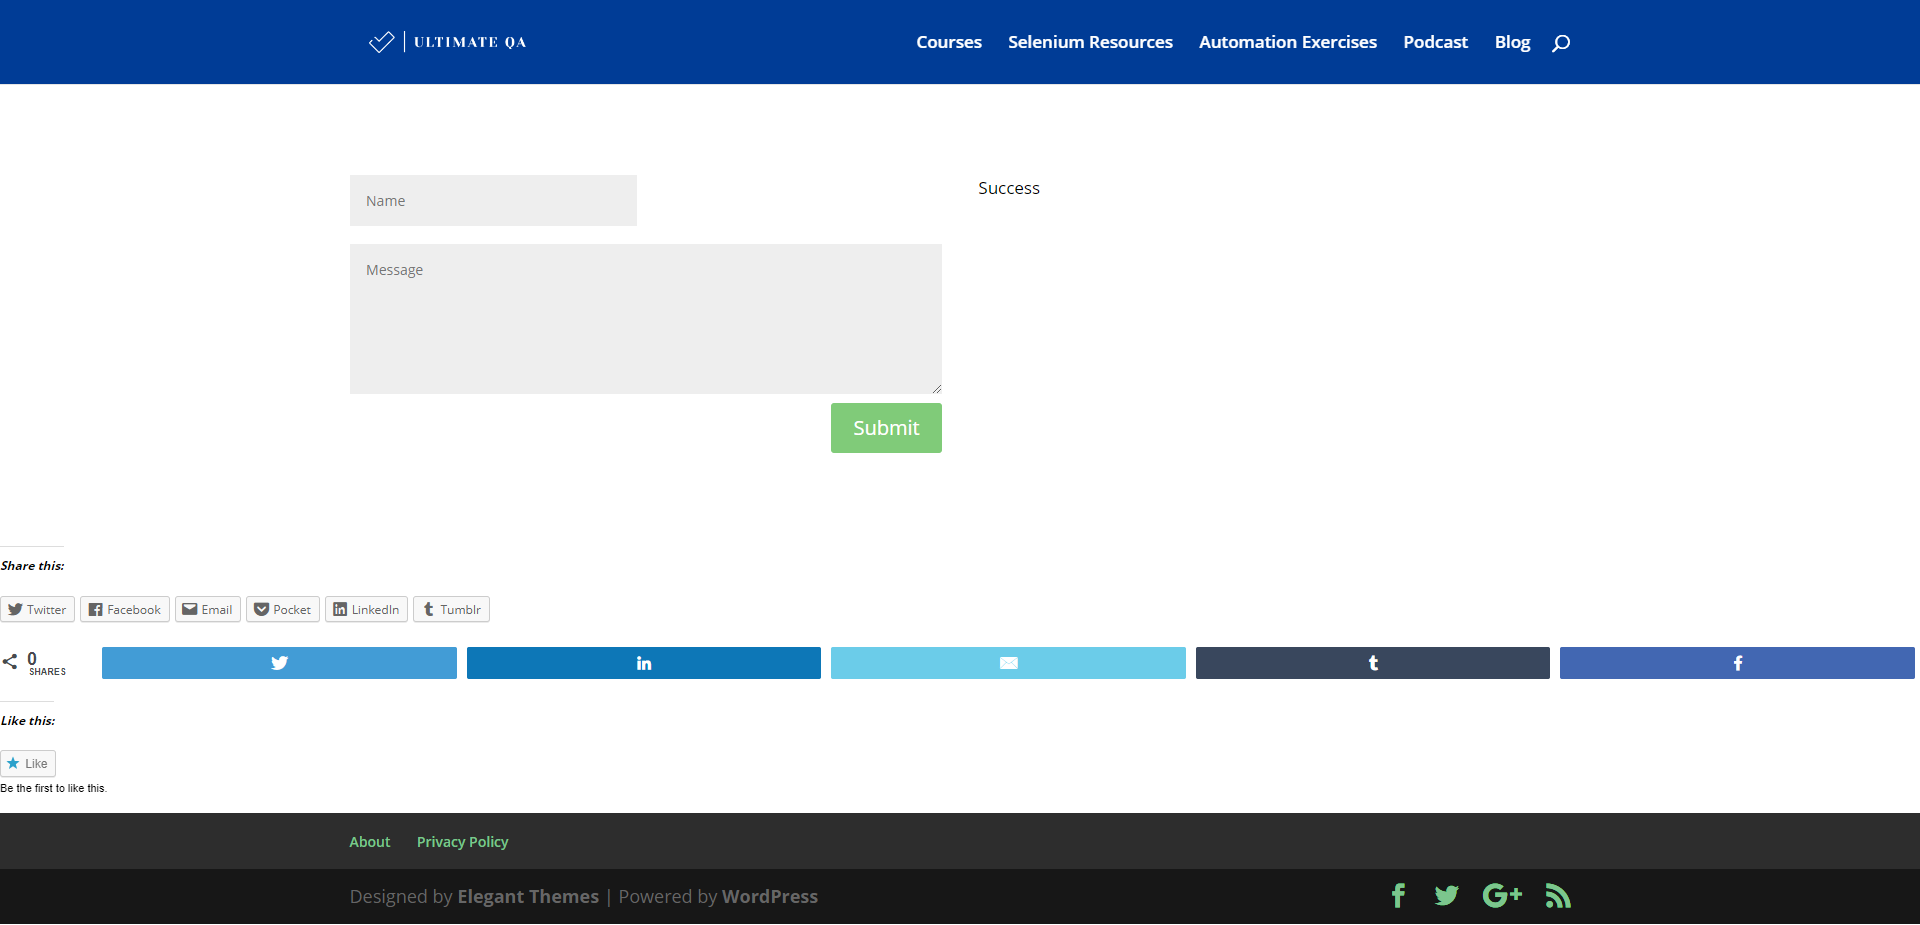 ULTIMATE QA
Courses Selenium Resources Automation Exercises Podcast Blog
Name
Success
Message
Submit
Share this:
Twitter Facebook Email Pocket LinkedIn Tumblr
0
SHARES
Like this:
Like
Be the first to like this.
About Privacy Policy
Designed by Elegant Themes | Powered by WordPress